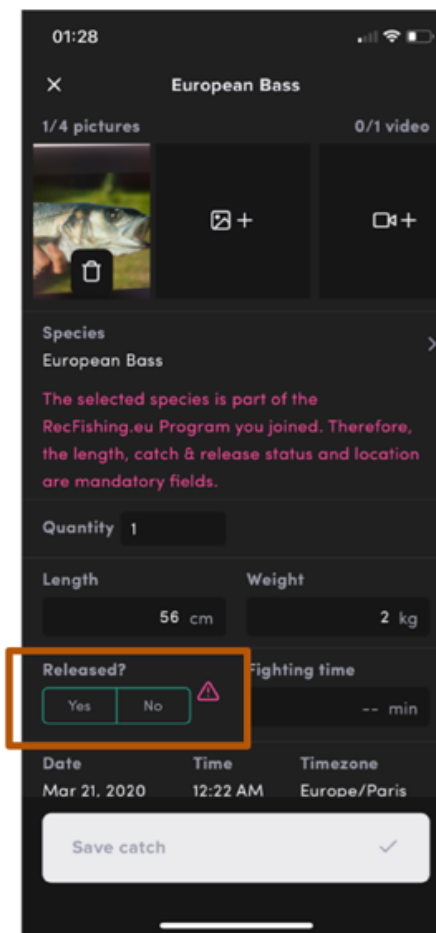 01:28
European Bass
1/4 pictures 0/1 video
Species
European Bass
The selected species is part of the
RecFishing.eu Program you joined. Therefore,
the length, catch & release status and location
are mandatory fields.
Quantity 1
Length Weight
56 cm 2 kg
Released? Fighting time
Yes No -- min
Date Time Timezone
Mar 21, 2020 12:22 AM Europe/Paris
Save catch